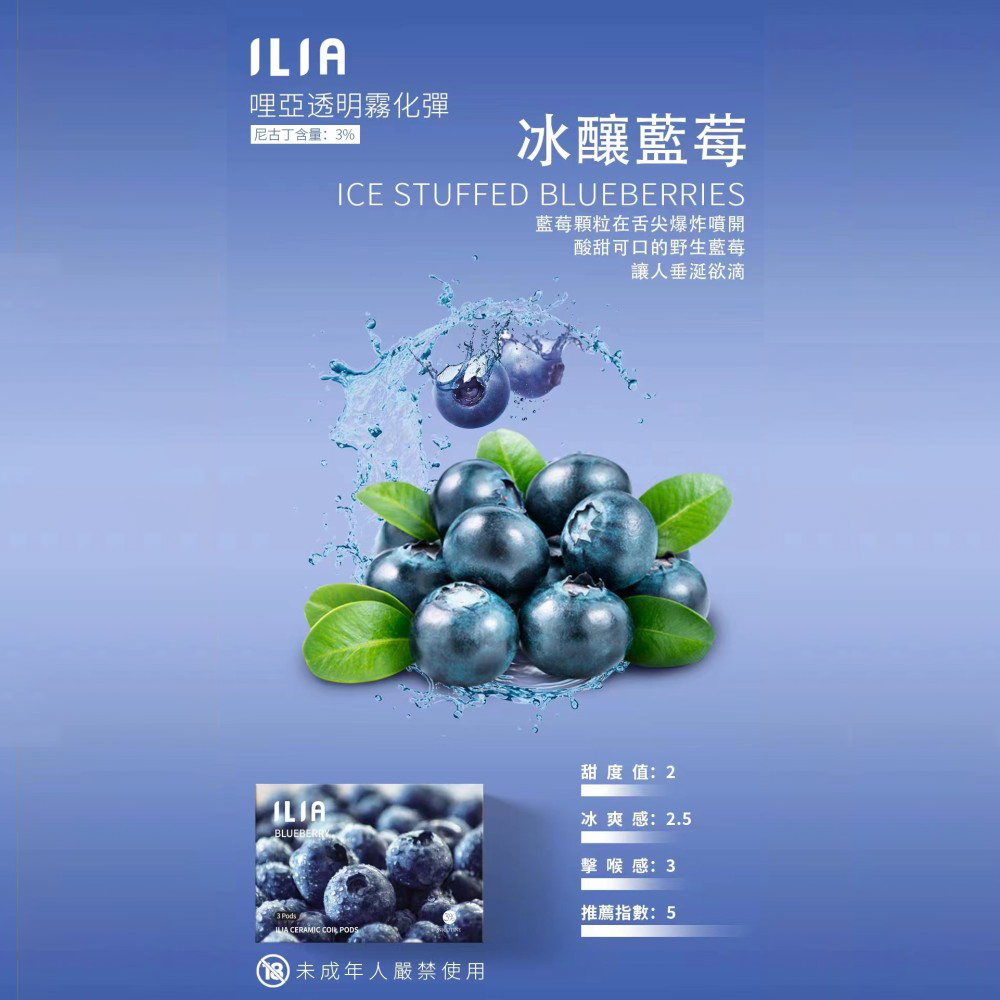 ILIA
哩亞透明霧化彈
尼古丁含量：3%
冰釀藍莓
ICE STUFFED BLUEBERRIES
藍莓顆粒在舌尖爆炸噴開
酸甜可口的野生藍莓
讓人垂涎欲滴
甜度值：2
冰爽感：2.5
擊喉感：3
推薦指數：5
ILIA
BLUEBERRY
3 Pods
ILIA CERAMIC COIL PODS
18
未成年人嚴禁使用